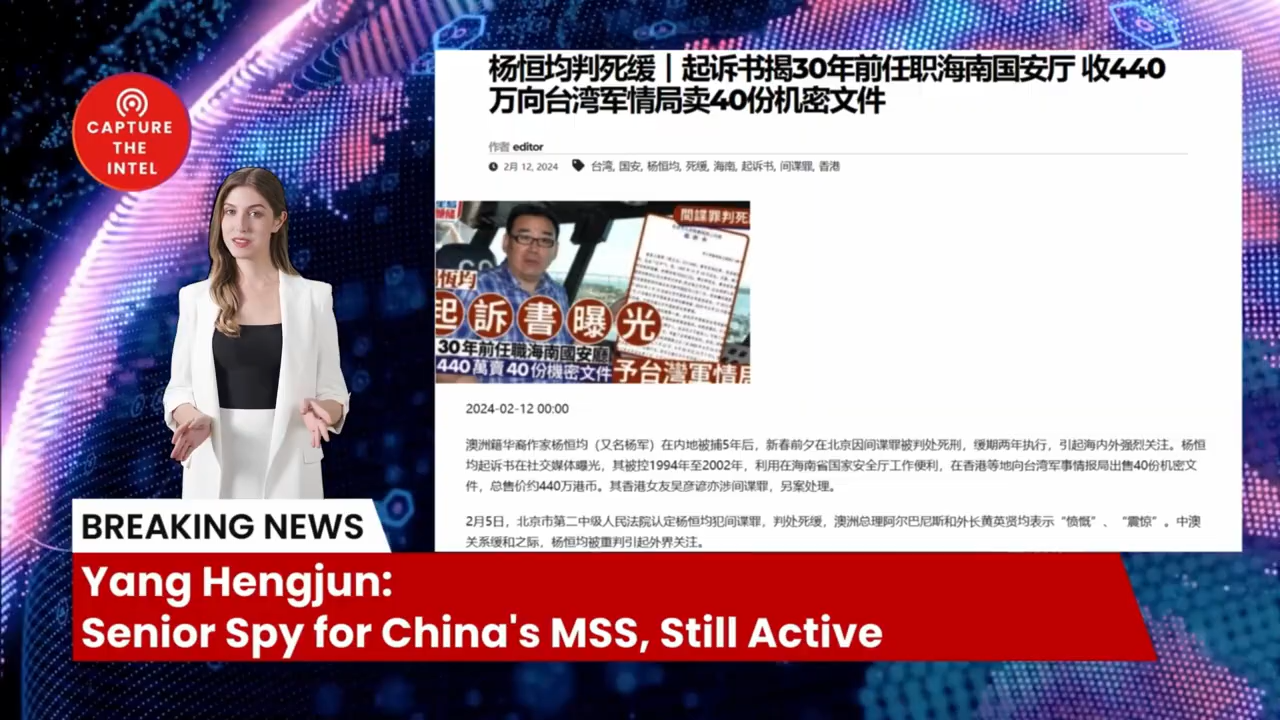 CAPTURE
THE
INTEL
杨恒均判死缓｜起诉书揭30年前任职海南国安厅 收440
万向台湾军情局卖40份机密文件
作者 editor
2月 12, 2024 台湾, 国安, 杨恒均, 死缓, 海南, 起诉书, 间谍罪, 香港
間諜罪判死
恆均
起訴書曝光
30年前任職海南國安廳
440萬賣40份機密文件 予台灣軍情局
2024-02-12 00:00
澳洲籍华裔作家杨恒均（又名杨军）在内地被捕5年后，新春前夕在北京因间谍罪被判处死刑，缓期两年执行，引起海内外强烈关注。杨恒
均起诉书在社交媒体曝光，其被控1994年至2002年，利用在海南省国家安全厅工作便利，在香港等地向台湾军事情报局出售40份机密文
件，总售价约440万港币。其香港女友吴彦谚亦涉间谍罪，另案处理。
2月5日，北京市第二中级人民法院认定杨恒均犯间谍罪，判处死缓，澳洲总理阿尔巴尼斯和外长黄英贤均表示“愤慨”、“震惊”。中澳
关系缓和之际，杨恒均被重判引起外界关注。
BREAKING NEWS
Yang Hengjun:
Senior Spy for China's MSS, Still Active